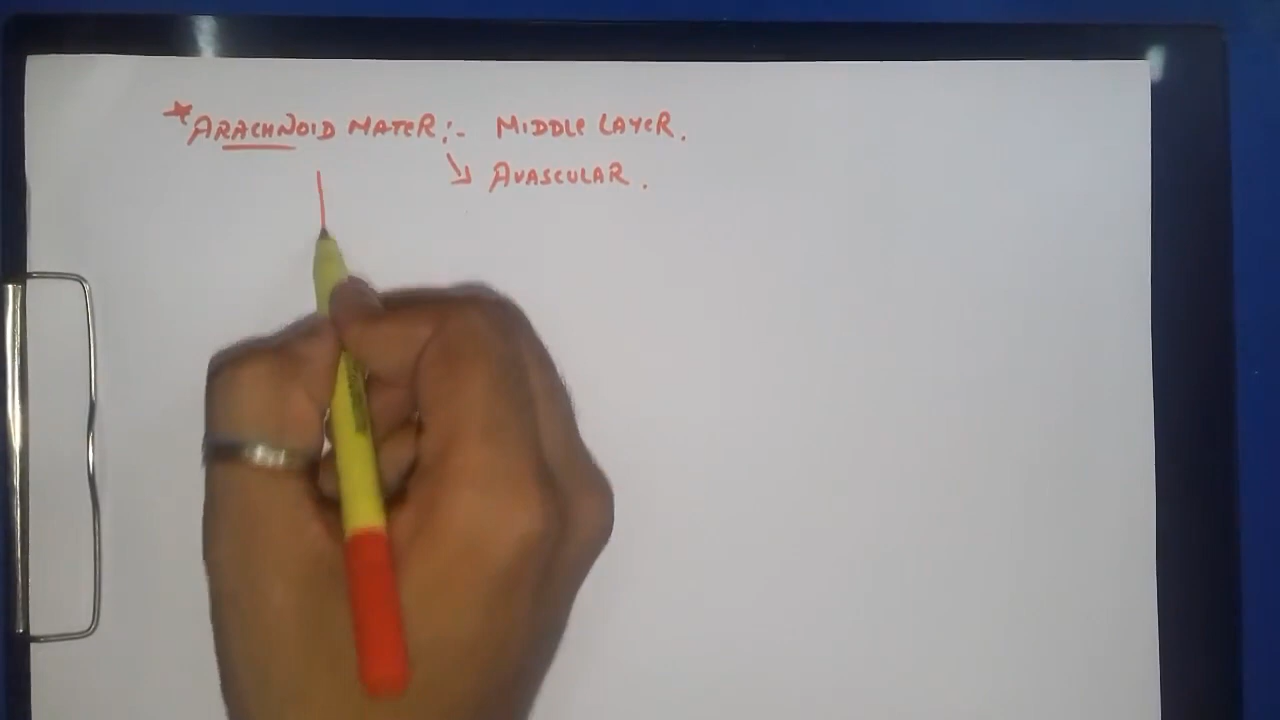 *ARACHNOID MATER:- MIDDLE LAYER.
↘ AVASCULAR.